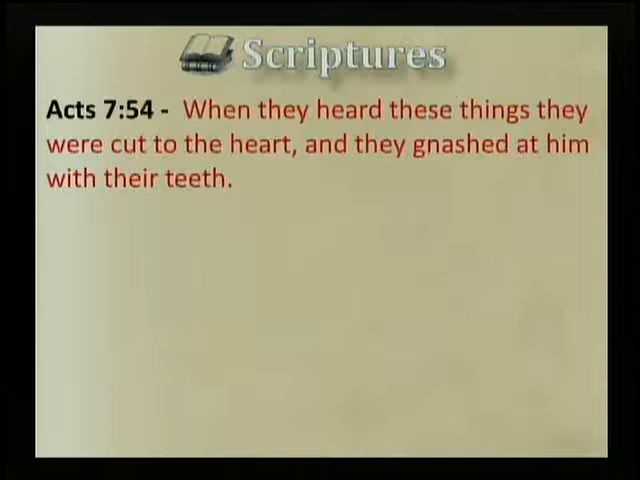 Scriptures
Acts 7:54 - When they heard these things they
were cut to the heart, and they gnashed at him
with their teeth.